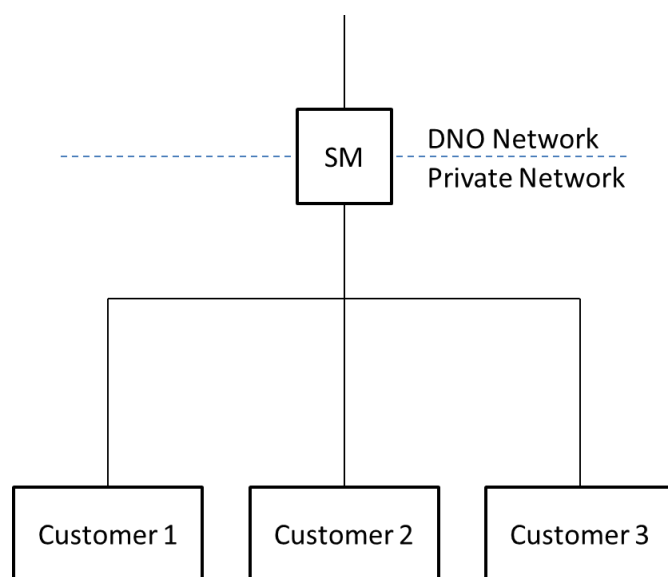 SM
DNO Network
Private Network
Customer 1
Customer 2
Customer 3